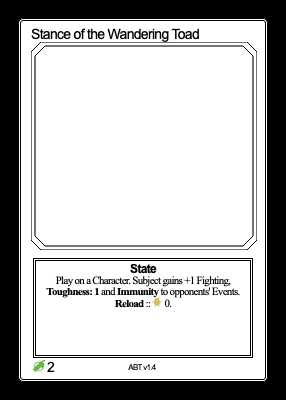 Stance of the Wandering Toad
State
Play on a Character. Subject gains +1 Fighting,
Toughness: 1 and Immunity to opponents' Events.
Reload :: 0.
2
ABT v1.4